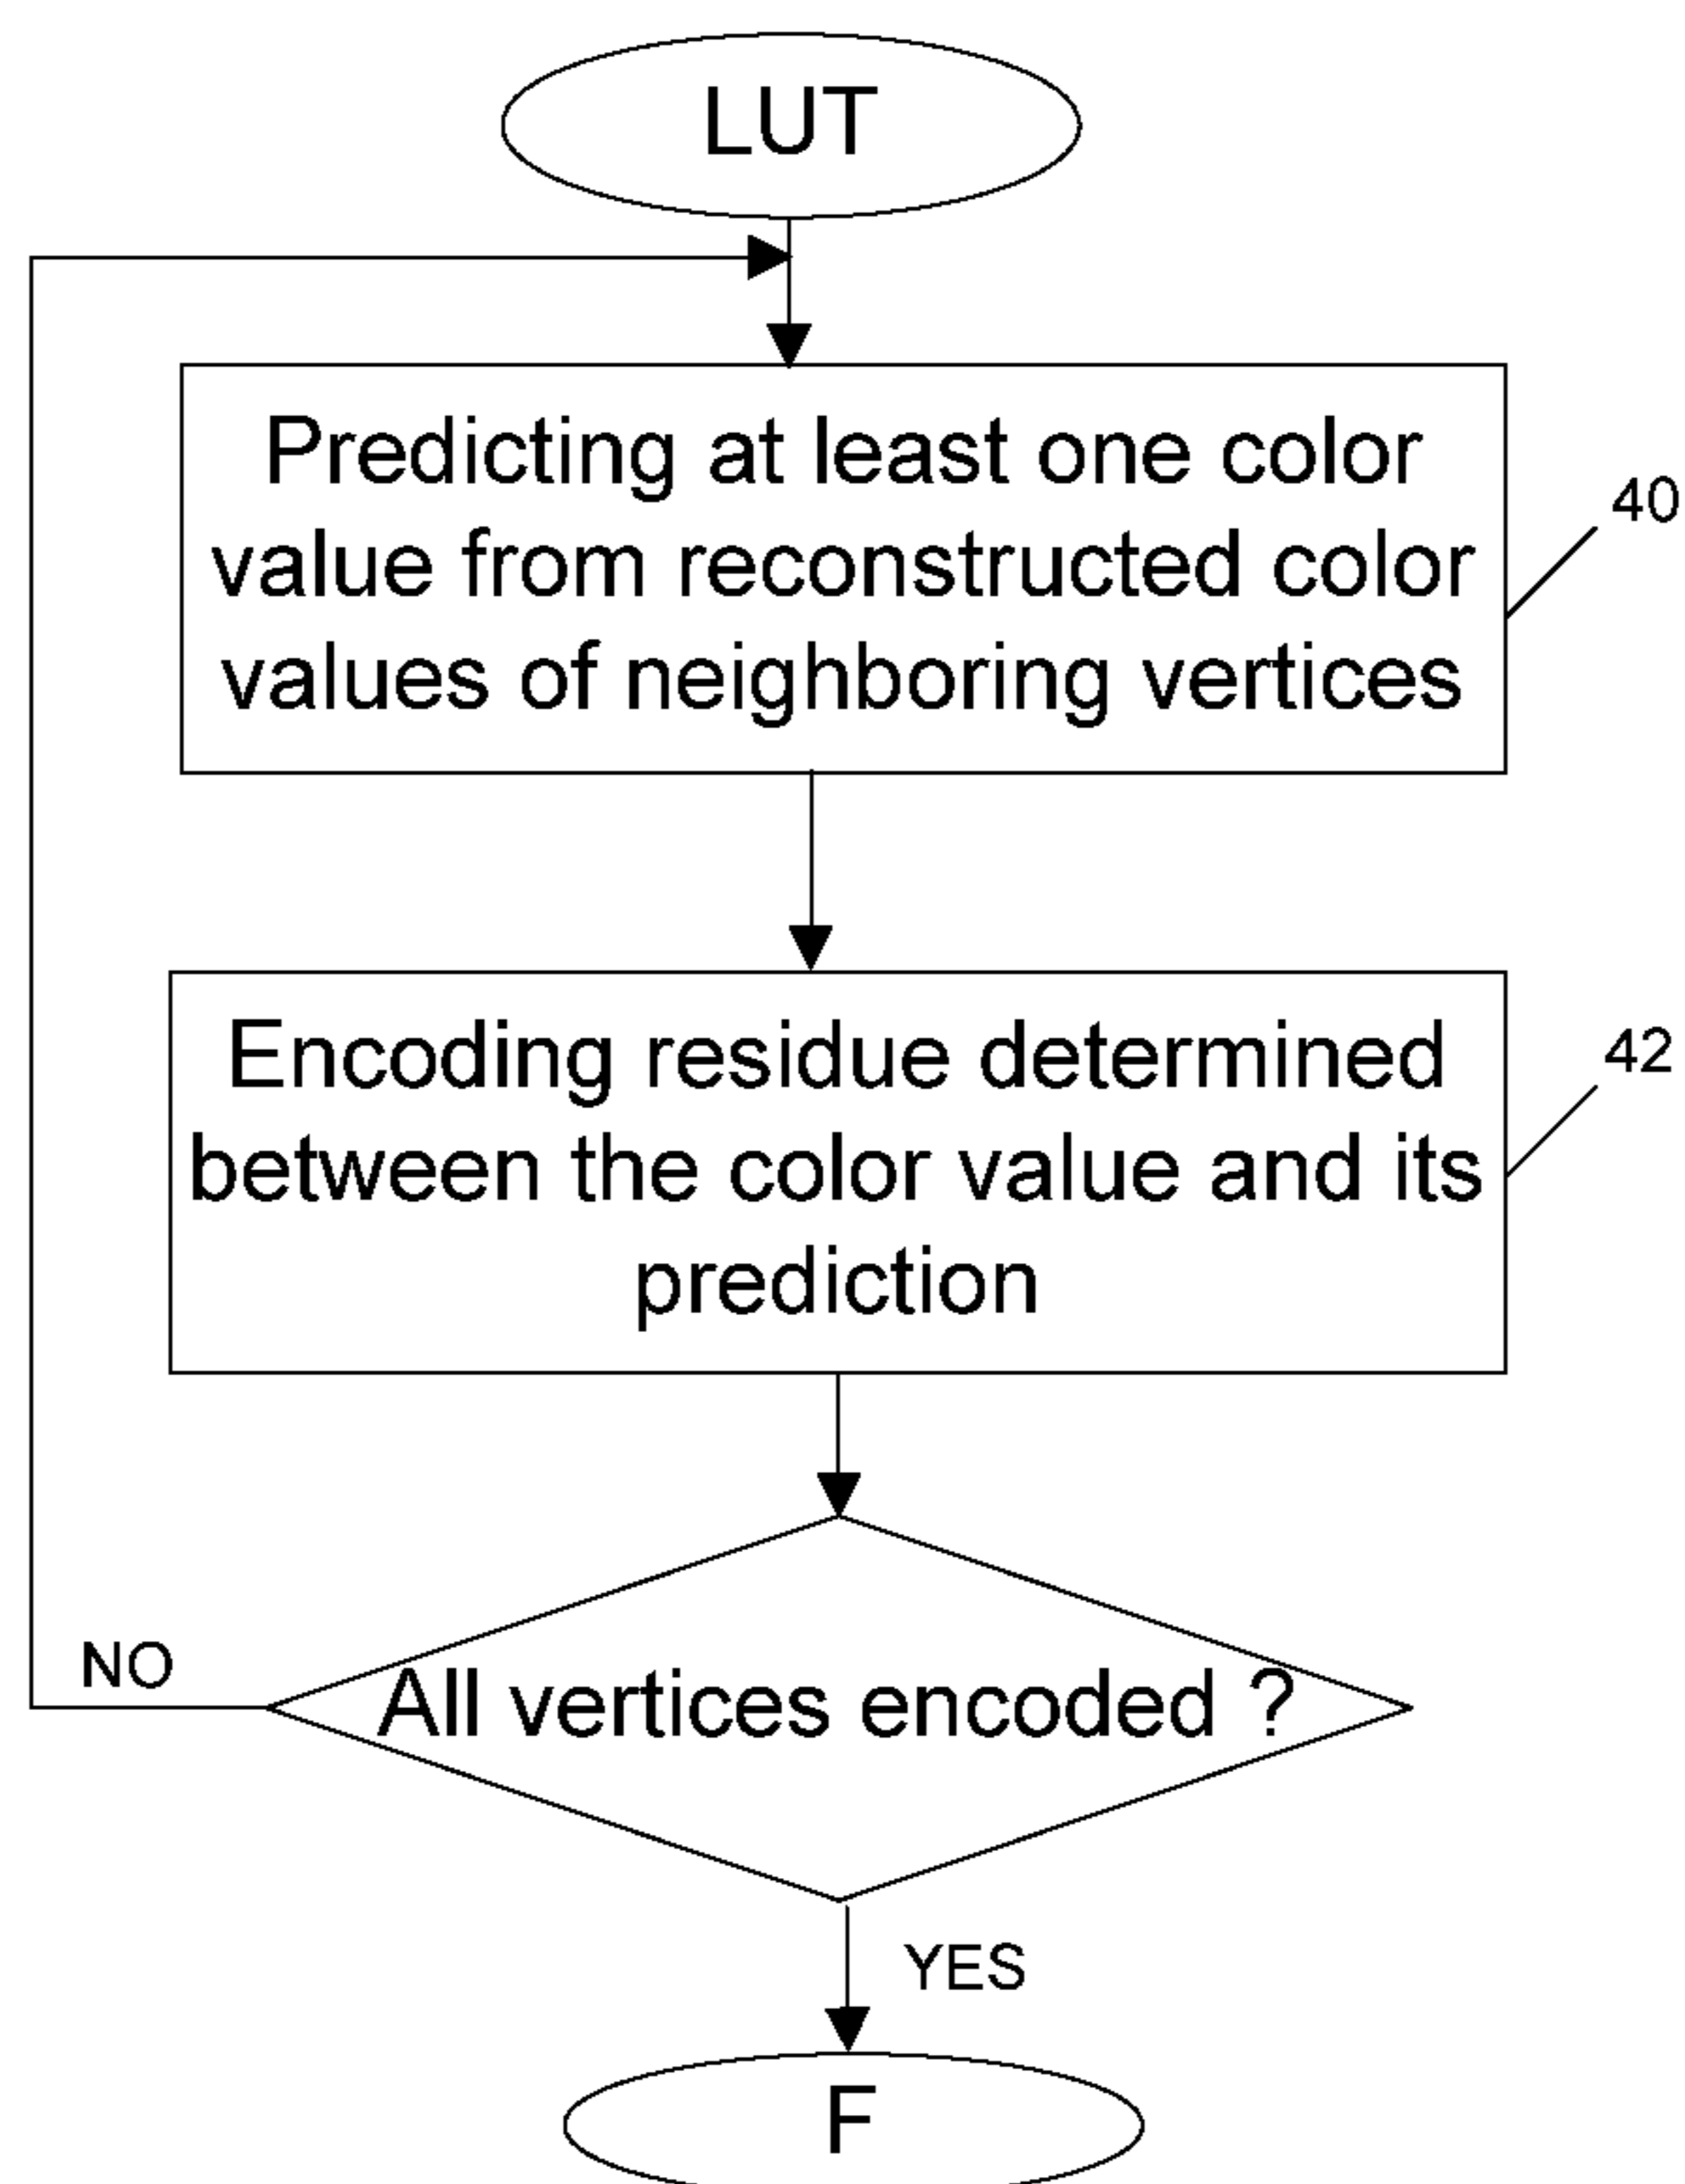 LUT
Predicting at least one color
value from reconstructed color
values of neighboring vertices
40
Encoding residue determined
between the color value and its
prediction
42
All vertices encoded ?
NO
YES
F